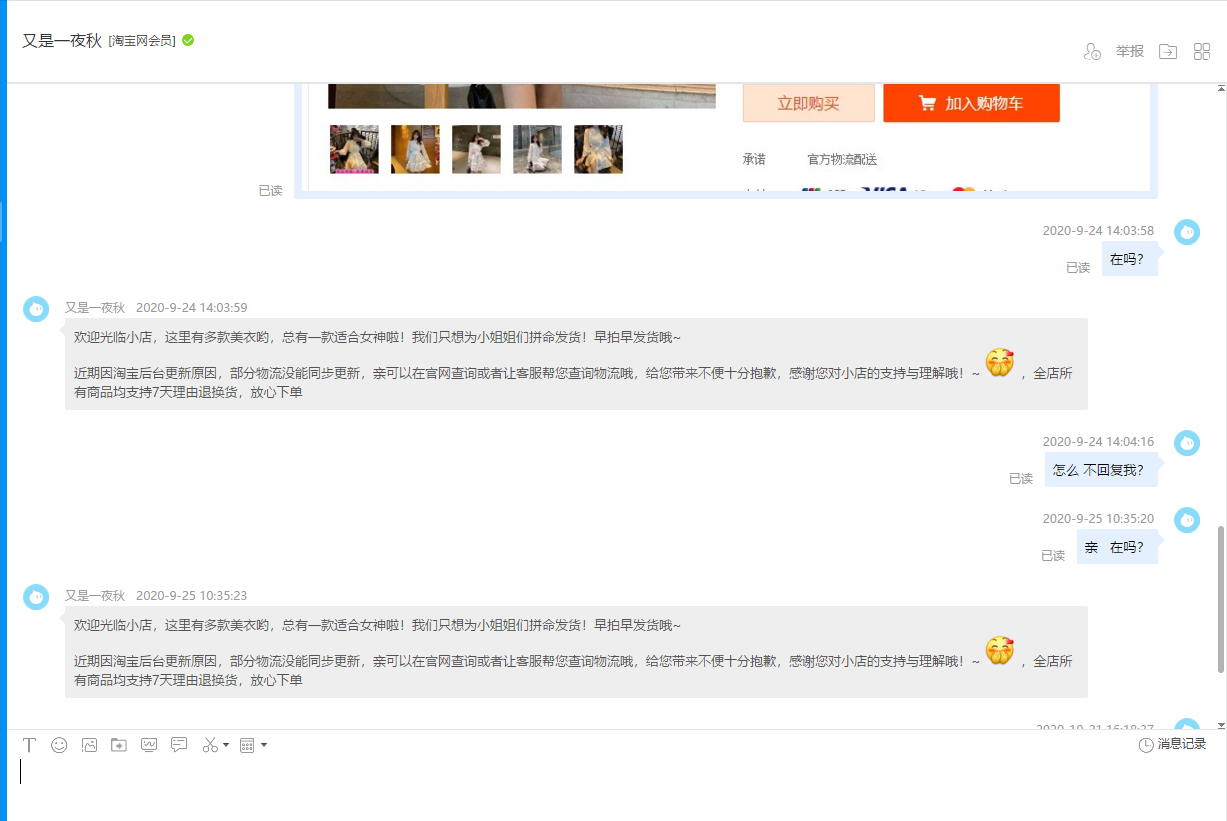 又是一夜秋 [淘宝网会员]
举报
立即购买 加入购物车
承诺 官方物流配送
已读
2020-9-24 14:03:58
在吗?
已读
又是一夜秋 2020-9-24 14:03:59
欢迎光临小店，这里有多款美衣哟，总有一款适合女神啦！我们只想为小姐姐们拼命发货！早拍早发货哦~
近期因淘宝后台更新原因，部分物流没能同步更新，亲可以在官网查询或者让客服帮您查询物流哦，给您带来不便十分抱歉，感谢您对小店的支持与理解哦！~ ，全店所
有商品均支持7天理由退换货，放心下单
2020-9-24 14:04:16
怎么 不回复我?
已读
2020-9-25 10:35:20
亲 在吗?
已读
又是一夜秋 2020-9-25 10:35:23
欢迎光临小店，这里有多款美衣哟，总有一款适合女神啦！我们只想为小姐姐们拼命发货！早拍早发货哦~
近期因淘宝后台更新原因，部分物流没能同步更新，亲可以在官网查询或者让客服帮您查询物流哦，给您带来不便十分抱歉，感谢您对小店的支持与理解哦！~ ，全店所
有商品均支持7天理由退换货，放心下单
消息记录